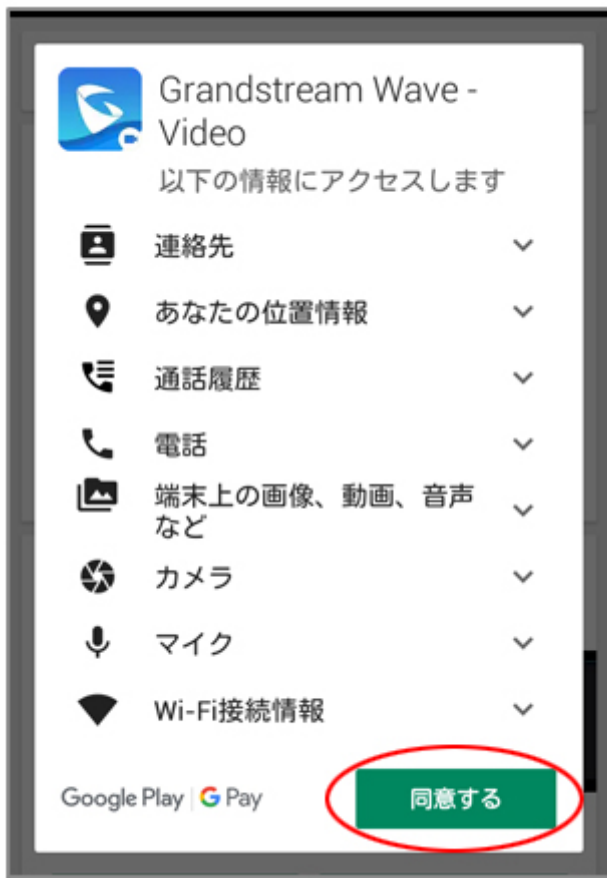 Grandstream Wave -
Video
以下の情報にアクセスします
連絡先
あなたの位置情報
通話履歴
電話
端末上の画像、動画、音声
など
カメラ
マイク
Wi-Fi接続情報
Google Play | G Pay
同意する